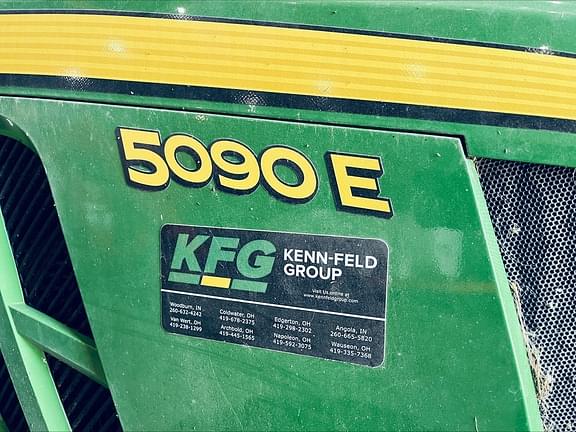 5090 E
KFG KENN-FELD
GROUP
Visit Us online at
www.kennfeldgroup.com
Woodburn, IN
260-632-4242
Coldwater, OH
419-678-2375
Edgerton, OH
419-298-2302
Angola, IN
260-665-5820
Van Wert, OH
419-238-1299
Archbold, OH
419-445-1565
Napoleon, OH
419-592-3075
Wauseon, OH
419-335-7368